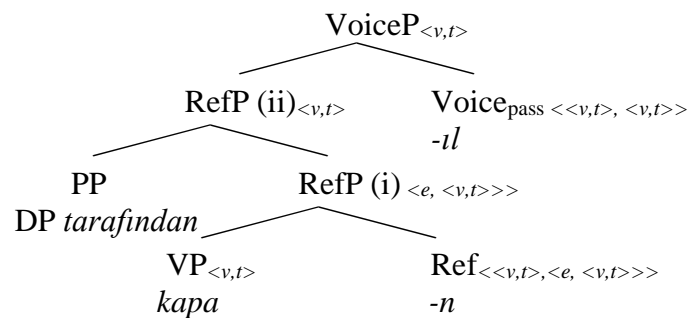 VoiceP<v,t>
RefP (ii)<v,t> Voicepass <<v,t>, <v,t>>
-ıl
PP RefP (i) <e, <v,t>>>
DP tarafından
VP<v,t> Ref<<v,t>,<e, <v,t>>>
kapa -n